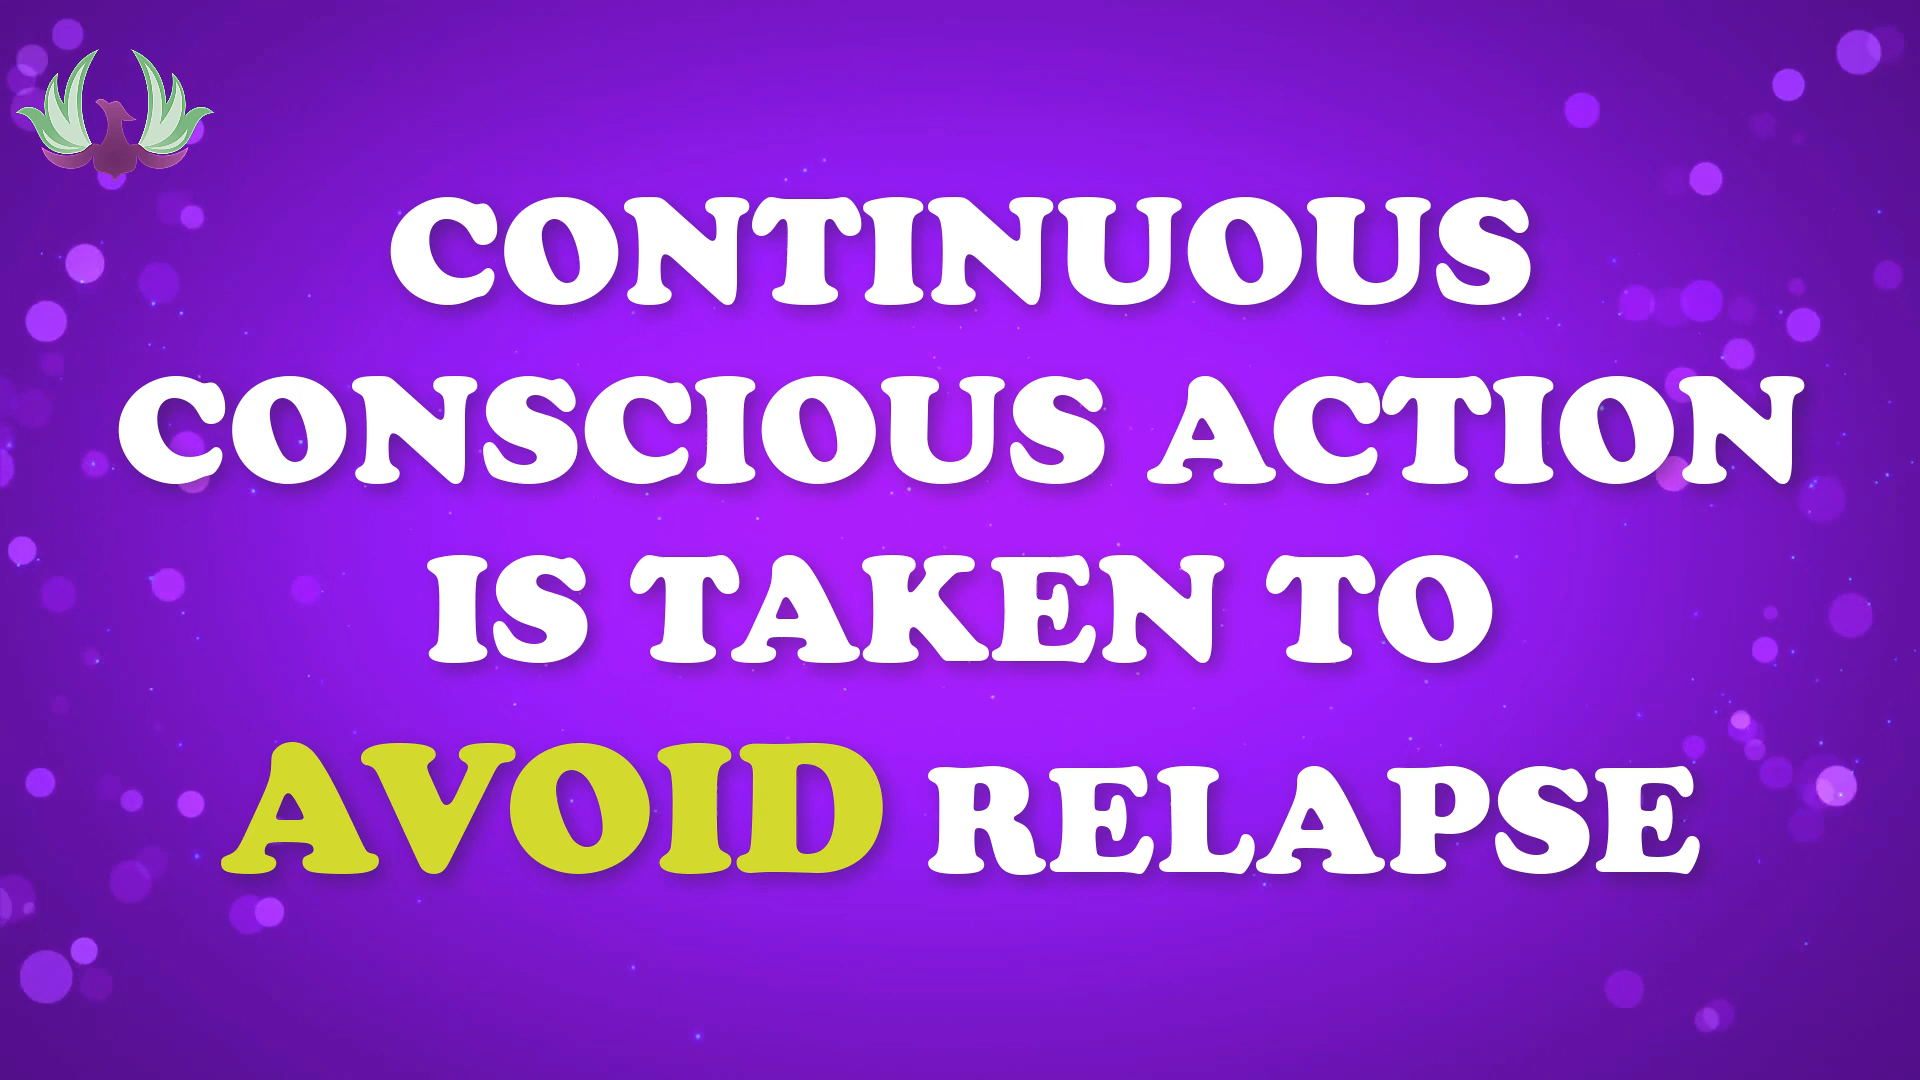 CONTINUOUS
CONSCIOUS ACTION
IS TAKEN TO
AVOID RELAPSE